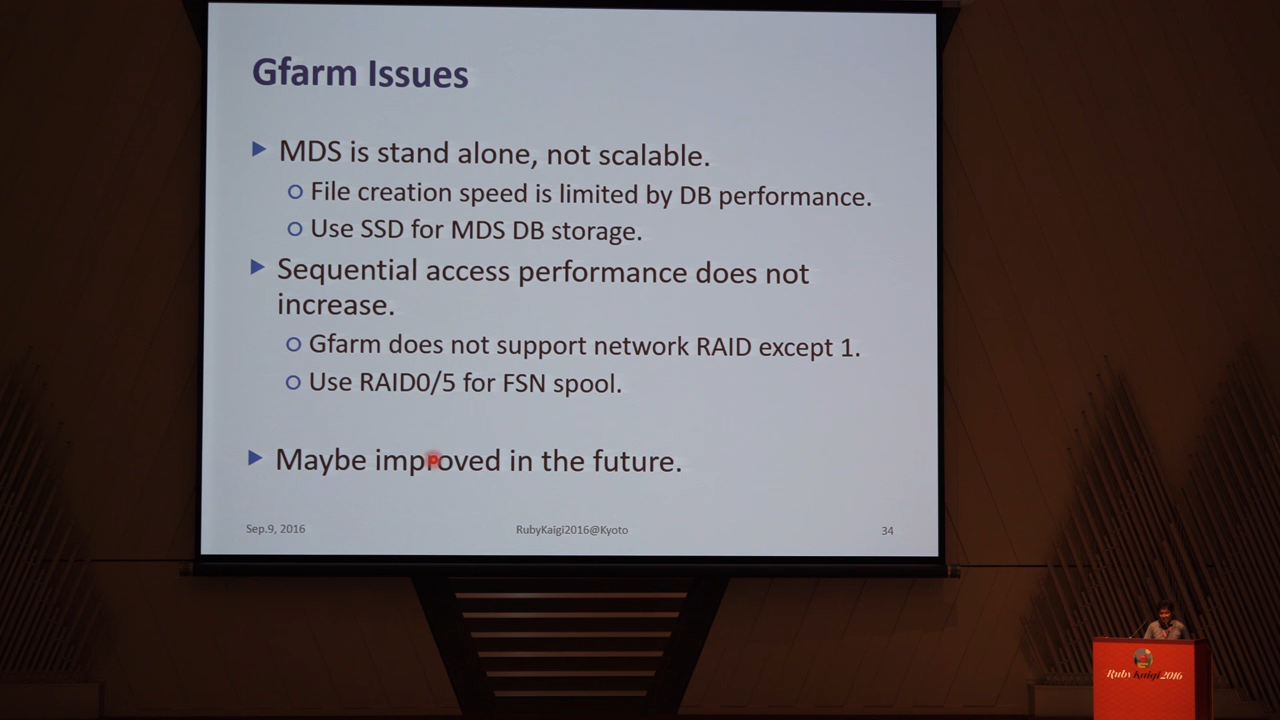 Gfarm Issues
MDS is stand alone, not scalable.
File creation speed is limited by DB performance.
Use SSD for MDS DB storage.
Sequential access performance does not
increase.
Gfarm does not support network RAID except 1.
Use RAID0/5 for FSN spool.
Maybe improved in the future.
Sep.9, 2016
RubyKaigi2016@Kyoto
34
RubyKaigi2016